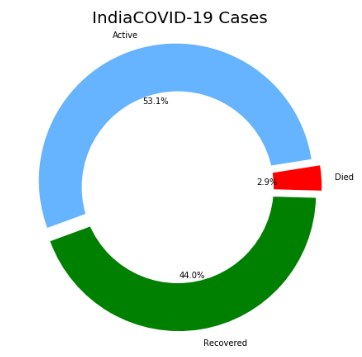 IndiaCOVID-19 Cases
Active
53.1%
2.9%
Died
44.0%
Recovered